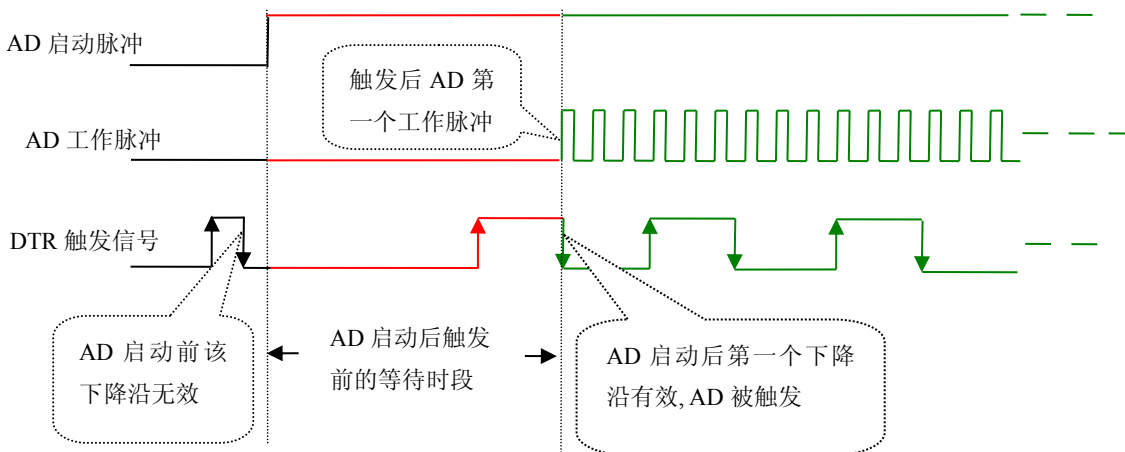 AD 启动脉冲
触发后 AD 第
一个工作脉冲
AD 工作脉冲
DTR 触发信号
AD 启动前该
下降沿无效
AD 启动后触发
前的等待时段
AD 启动后第一个下降
沿有效, AD 被触发